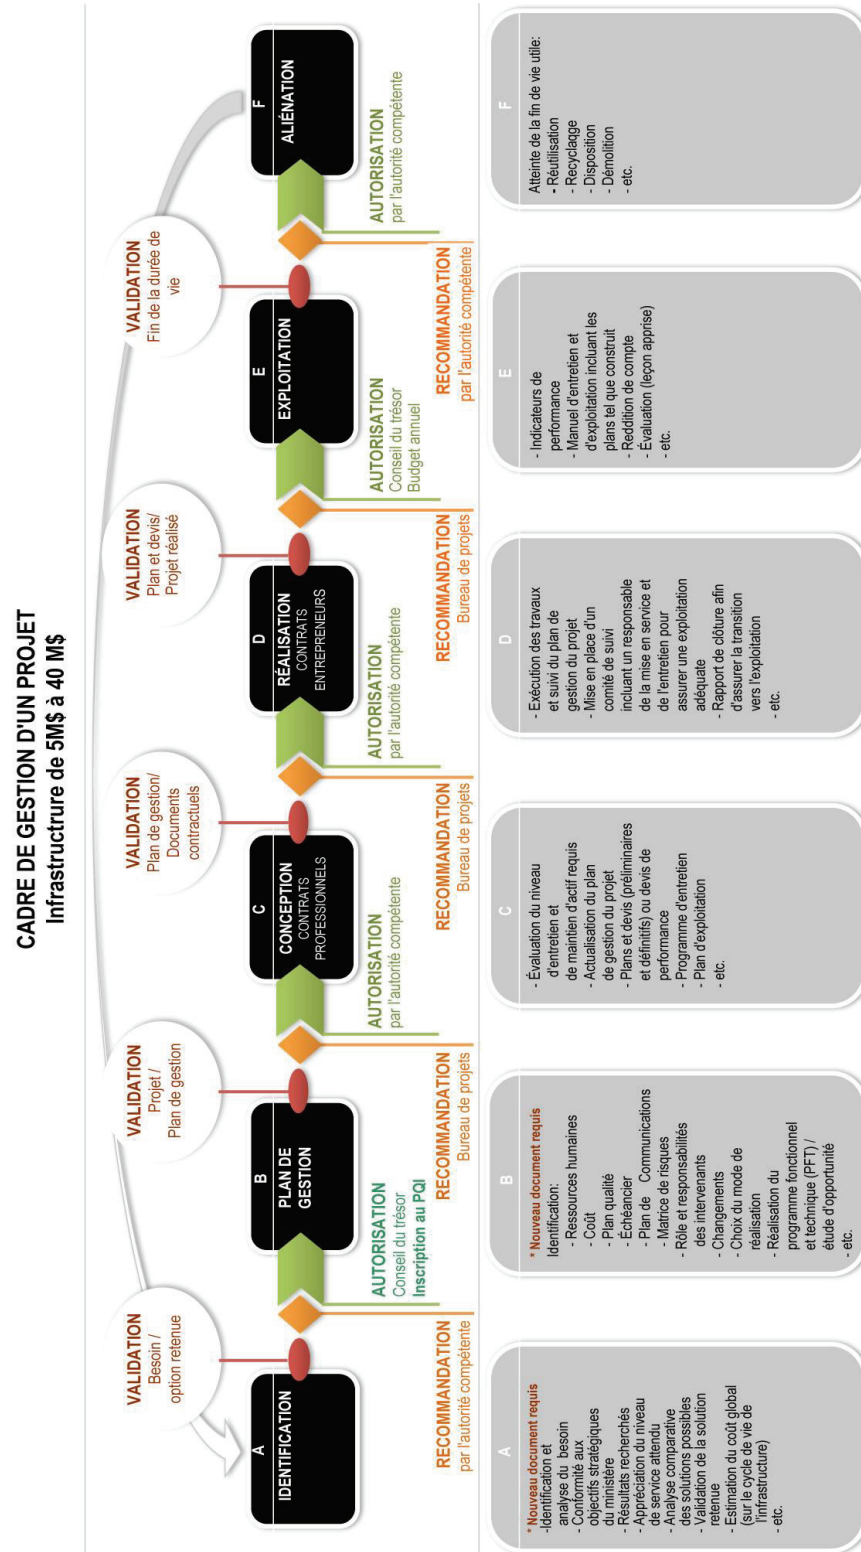 CADRE DE GESTION D'UN PROJET
Infrastructrure de 5M$ à 40 M$
VALIDATION
Besoin /
option retenue
VALIDATION
Projet /
Plan de gestion
VALIDATION
Plan de gestion/
Documents
contractuels
VALIDATION
Plan et devis/
Projet réalisé
VALIDATION
Fin de la durée de
vie
A
IDENTIFICATION
B
PLAN DE
GESTION
C
CONCEPTION
CONTRATS
PROFESSIONNELS
D
RÉALISATION
CONTRATS
ENTREPRENEURS
E
EXPLOITATION
F
ALIÉNATION
AUTORISATION
Conseil du trésor
Inscription au PQI
AUTORISATION
par l'autorité compétente
AUTORISATION
par l'autorité compétente
AUTORISATION
Conseil du trésor
Budget annuel
AUTORISATION
par l'autorité compétente
RECOMMANDATION
par l'autorité compétente
RECOMMANDATION
Bureau de projets
RECOMMANDATION
Bureau de projets
RECOMMANDATION
Bureau de projets
RECOMMANDATION
par l'autorité compétente
A
* Nouveau document requis
-Identification et
analyse du besoin
- Conformité aux
objectifs stratégiques
du ministère
- Résultats recherchés
- Appréciation du niveau
de service attendu
- Analyse comparative
des solutions possibles
- Validation de la solution
retenue
- Estimation du coût global
(sur le cycle de vie de
l'infrastructure)
- etc.
B
* Nouveau document requis
Identification:
- Ressources humaines
- Coût
- Plan qualité
- Échéancier
- Plan de Communications
- Matrice de risques
- Rôle et responsabilités
des intervenants
- Changements
- Choix du mode de
réalisation
- Réalisation du
programme fonctionnel
et technique (PFT) /
étude d'opportunité
- etc.
C
- Évaluation du niveau
d'entretien et
de maintien d'actif requis
- Actualisation du plan
de gestion du projet
- Plans et devis (préliminaires
et définitifs) ou devis de
performance
- Programme d'entretien
- Plan d'exploitation
- etc.
D
- Exécution des travaux
et suivi du plan de
gestion du projet
- Mise en place d'un
comité de suivi
incluant un responsable
de la mise en service et
de l'entretien pour
assurer une exploitation
adéquate
- Rapport de clôture afin
d'assurer la transition
vers l'exploitation
- etc.
E
- Indicateurs de
performance
- Manuel d'entretien et
d'exploitation incluant les
plans tel que construit
- Reddition de compte
- Évaluation (leçon apprise)
- etc.
F
Atteinte de la fin de vie utile:
- Réutilisation
- Recyclaqge
- Disposition
- Démolition
- etc.